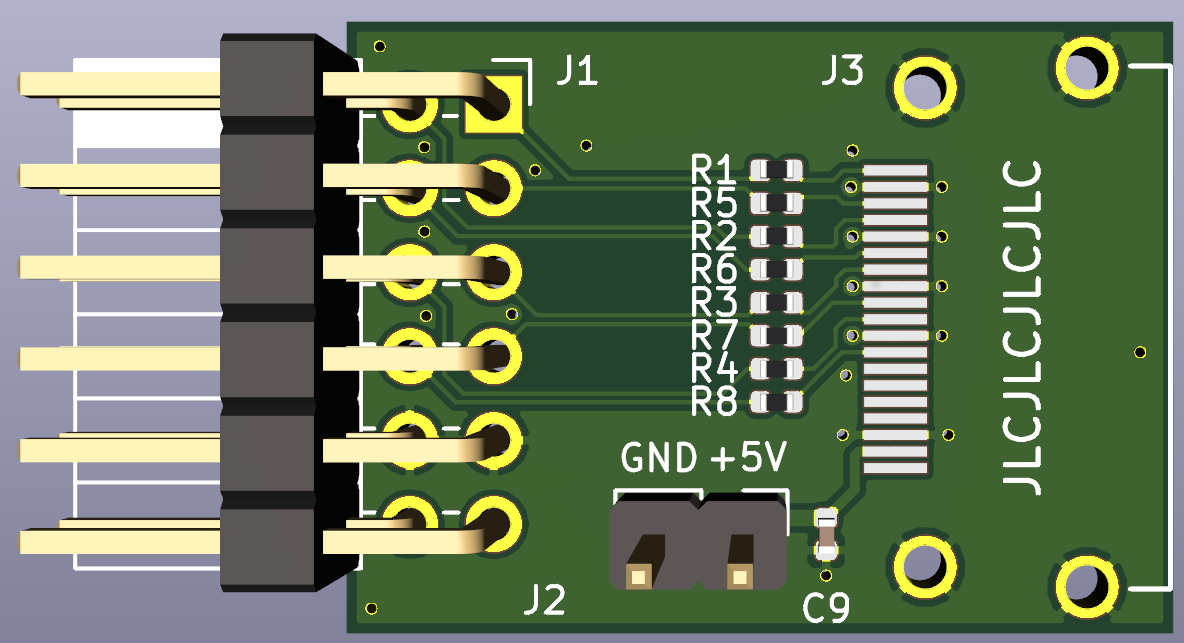 J1
J3
R1
R5
R2
R6
R3
R7
R4
R8
JLCJLCJLCJLC
GND +5V
J2
C9